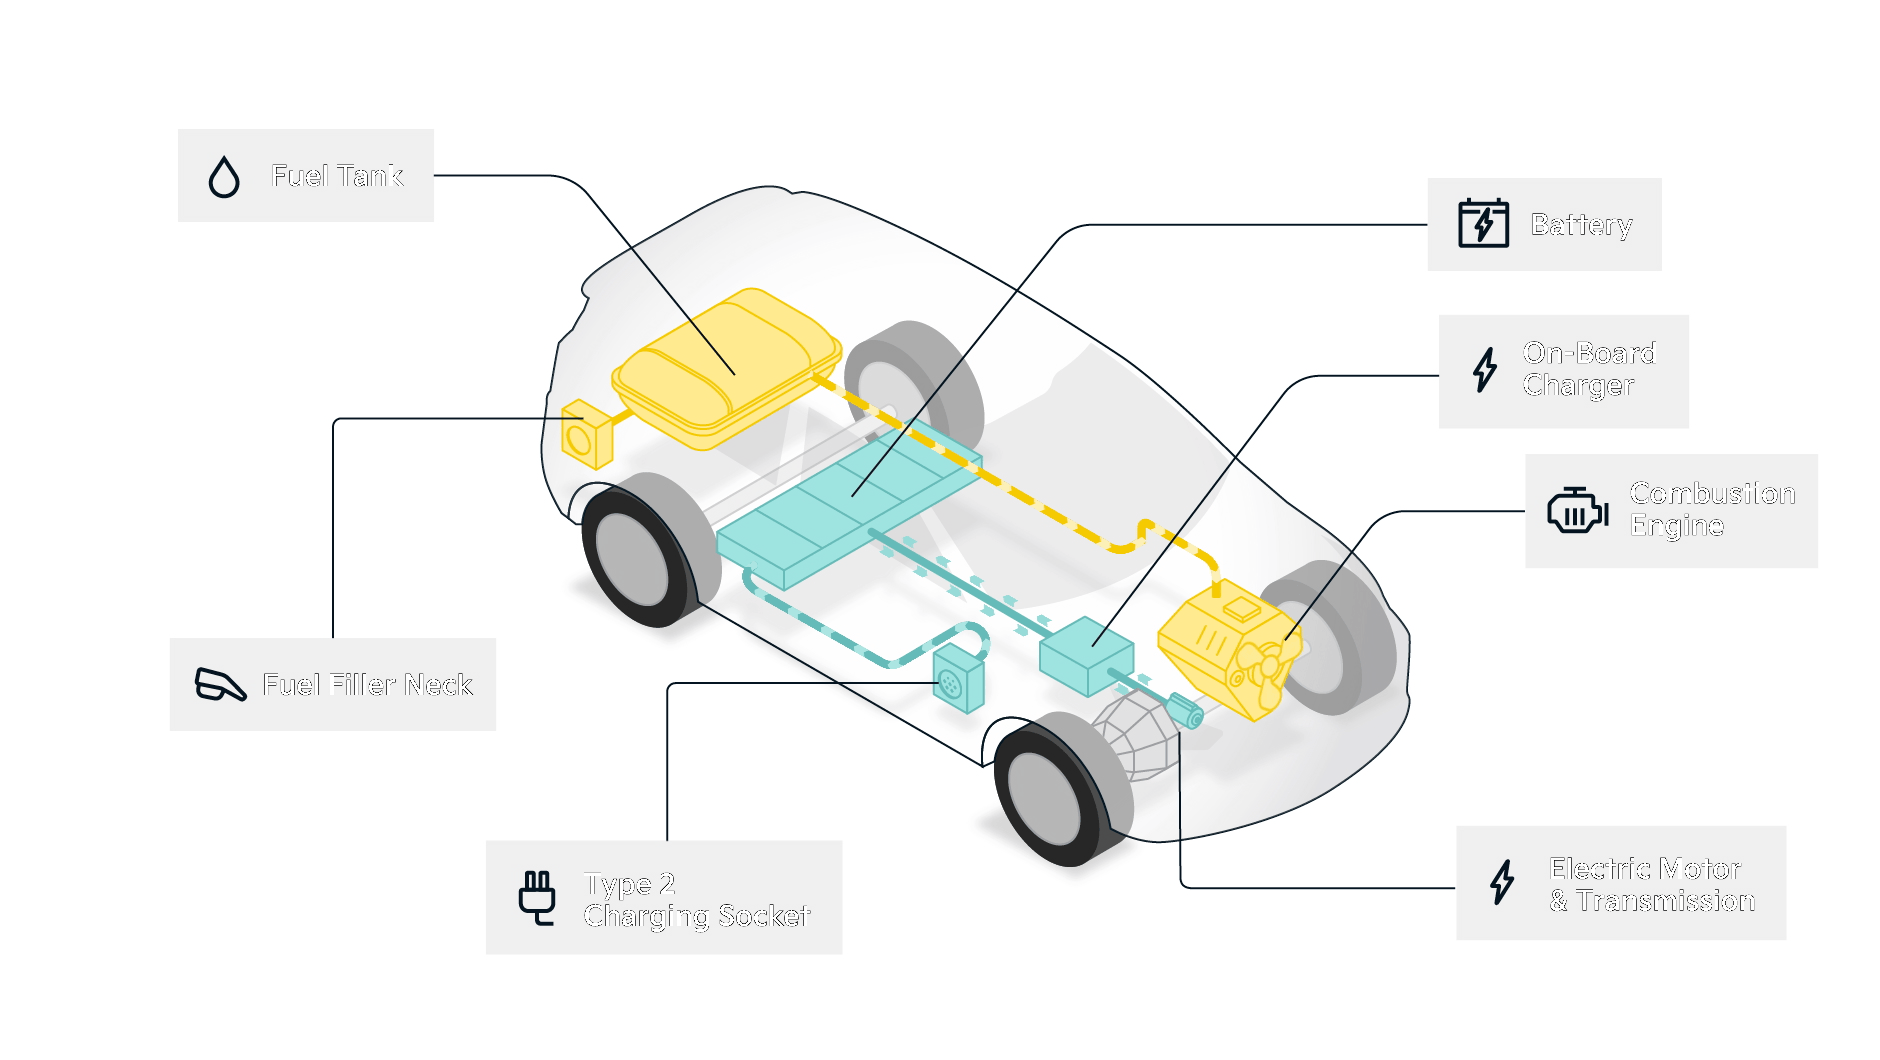 Fuel Tank
Battery
On-Board
Charger
Combustion
Engine
Fuel Filler Neck
Type 2
Charging Socket
Electric Motor
& Transmission